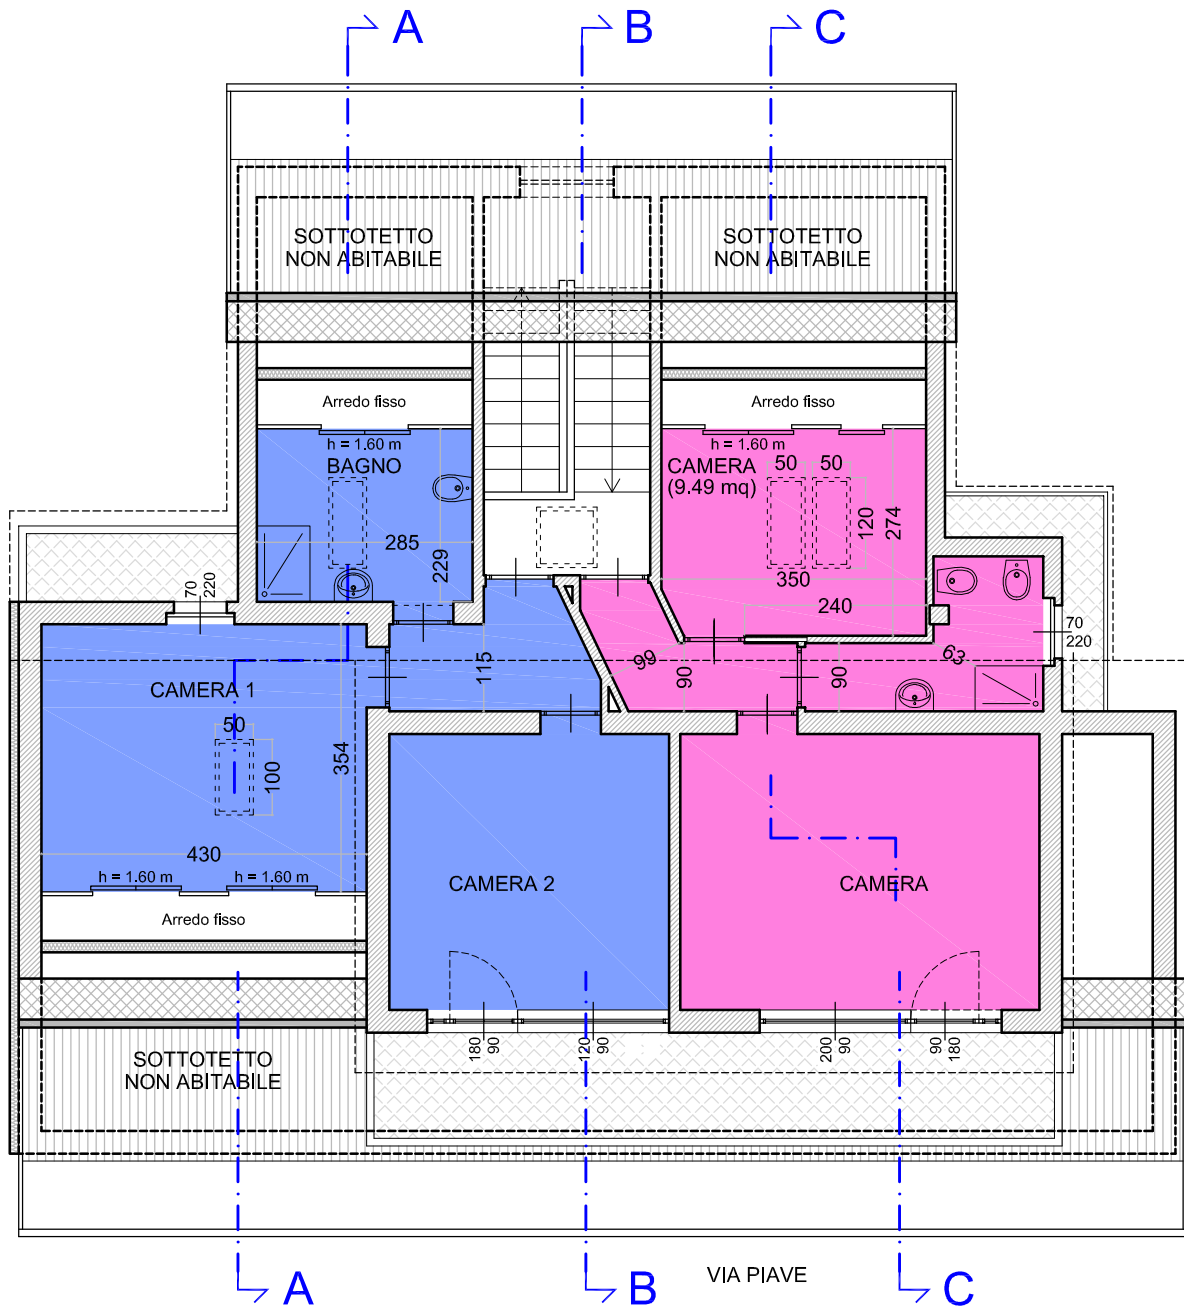 A
B
C
SOTTOTETTO
NON ABITABILE
SOTTOTETTO
NON ABITABILE
Arredo fisso
Arredo fisso
h = 1.60 m
h = 1.60 m
BAGNO
CAMERA
(9.49 mq)
50
50
120
274
285
229
350
240
70
220
70
220
99
90
90
63
115
CAMERA 1
50
100
354
430
h = 1.60 m
h = 1.60 m
Arredo fisso
CAMERA 2
CAMERA
180
90
120
90
200
90
90
180
SOTTOTETTO
NON ABITABILE
VIA PIAVE
A
B
C